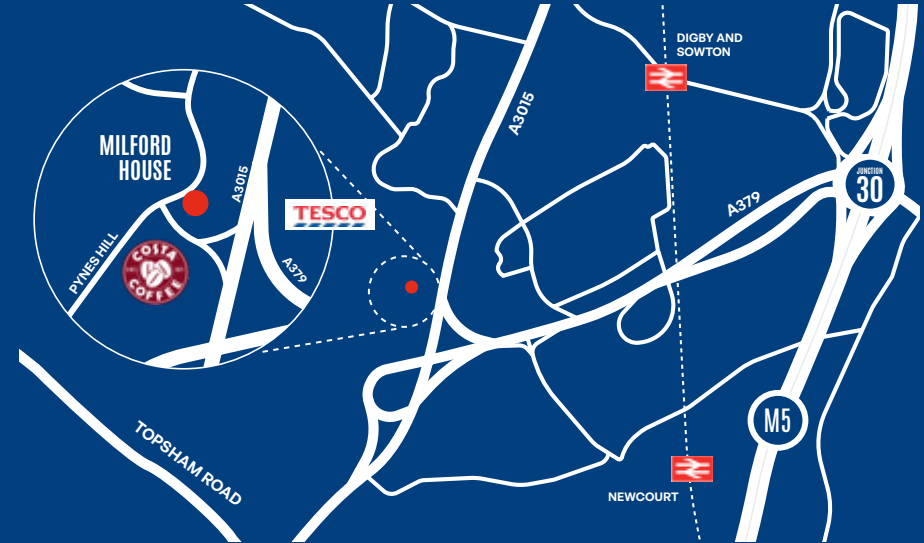 DIGBY AND
SOWTON
A3015
MILFORD
HOUSE
A3015
JUNCTION
30
TESCO
A379
PYNES HILL
COSTA
COFFEE
A379
M5
TOPSHAM ROAD
NEWCOURT